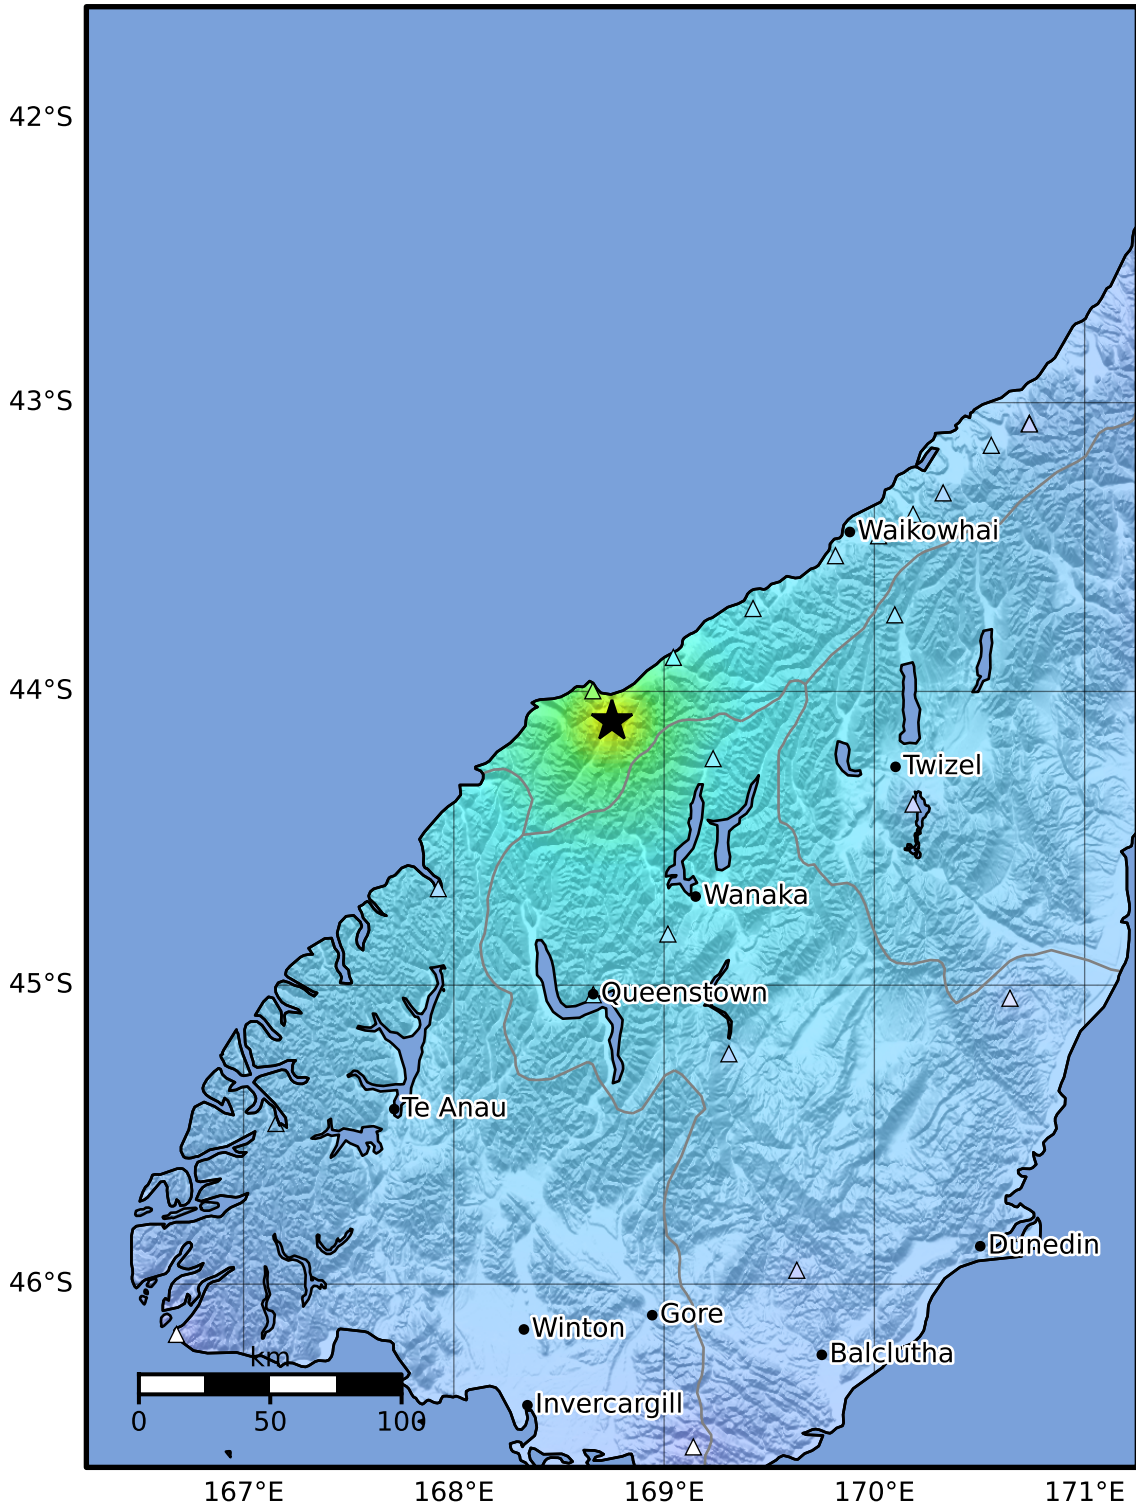 42°S
43°S
Waikowhai
44°S
Twizel
Wanaka
45°S
Queenstown
Te Anau
Dunedin
46°S
Gore
Winton
Balclutha
km
Invercargill
0 50 100
167°E 168°E 169°E 170°E 171°E